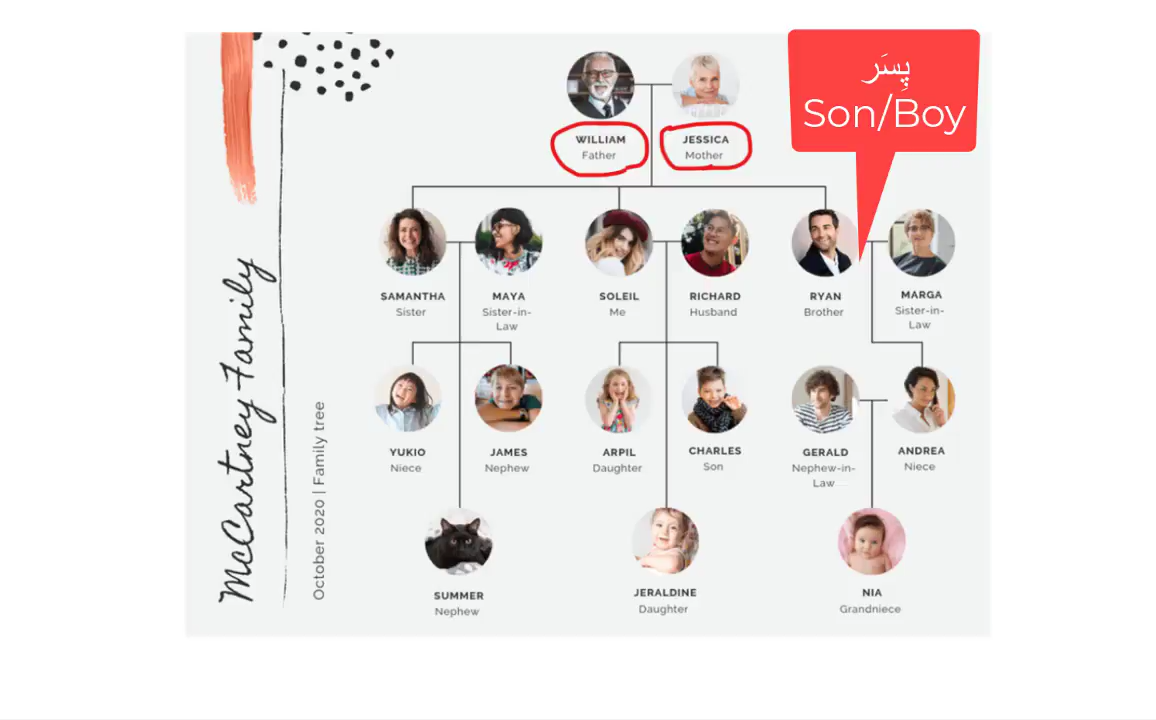 پِسَر
Son/Boy
WILLIAM
Father
JESSICA
Mother
SAMANTHA
Sister
MAYA
Sister-in-
Law
SOLEIL
Me
RICHARD
Husband
RYAN
Brother
MARGA
Sister-in-
Law
YUKIO
Niece
JAMES
Nephew
ARPIL
Daughter
CHARLES
Son
GERALD
Nephew-in-
Law
ANDREA
Niece
SUMMER
Nephew
JERALDINE
Daughter
NIA
Grandniece
McCartney Family
October 2020 | Family tree